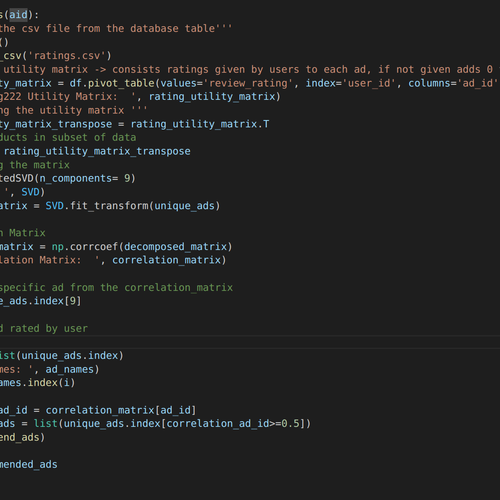 s(aid):
the csv file from the database table'''
()
_csv('ratings.csv')
utility matrix -> consists ratings given by users to each ad, if not given adds 0
ty_matrix = df.pivot_table(values='review_rating', index='user_id', columns='ad_id'
g222 Utility Matrix:  ', rating_utility_matrix)
ng the utility matrix '''
ty_matrix_transpose = rating_utility_matrix.T
ducts in subset of data
rating_utility_matrix_transpose
g the matrix
tedSVD(n_components= 9)
', SVD)
atrix = SVD.fit_transform(unique_ads)
n Matrix
matrix = np.corrcoef(decomposed_matrix)
lation Matrix:  ', correlation_matrix)
specific ad from the correlation_matrix
e_ads.index[9]
d rated by user
ist(unique_ads.index)
mes: ', ad_names)
ames.index(i)
ad_id = correlation_matrix[ad_id]
ads = list(unique_ads.index[correlation_ad_id>=0.5])
end_ads)
mended_ads